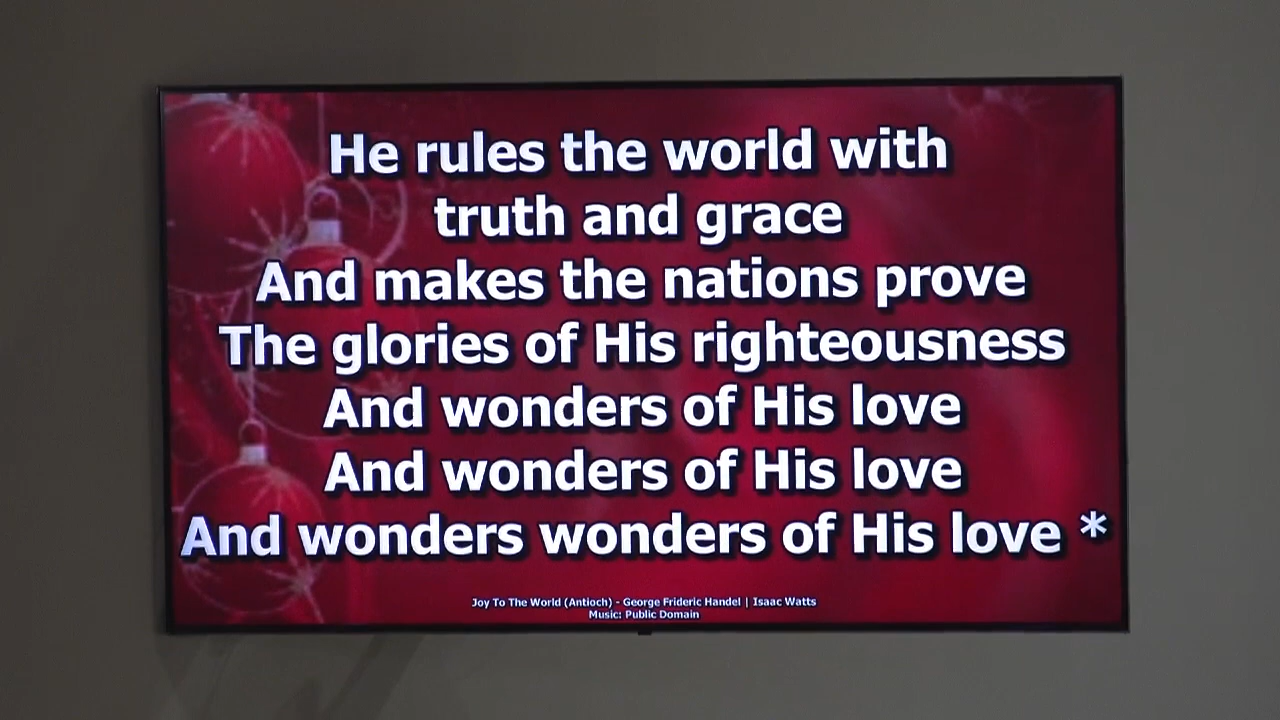 He rules the world with
truth and grace
And makes the nations prove
The glories of His righteousness
And wonders of His love
And wonders of His love
And wonders wonders of His love *
Joy To The World (Antioch) - George Frideric Handel | Isaac Watts
Music: Public Domain